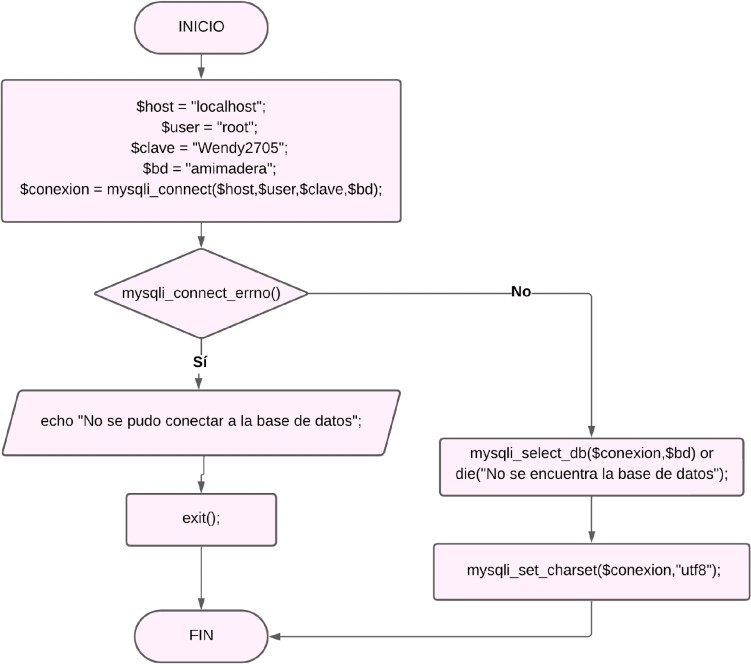 INICIO
$host = "localhost";
$user = "root";
$clave = "Wendy2705";
$bd = "amimadera";
$conexion = mysqli_connect($host,$user,$clave,$bd);
mysqli_connect_errno()
No
Sí
echo "No se pudo conectar a la base de datos";
mysqli_select_db($conexion,$bd) or
die("No se encuentra la base de datos");
exit();
mysqli_set_charset($conexion,"utf8");
FIN